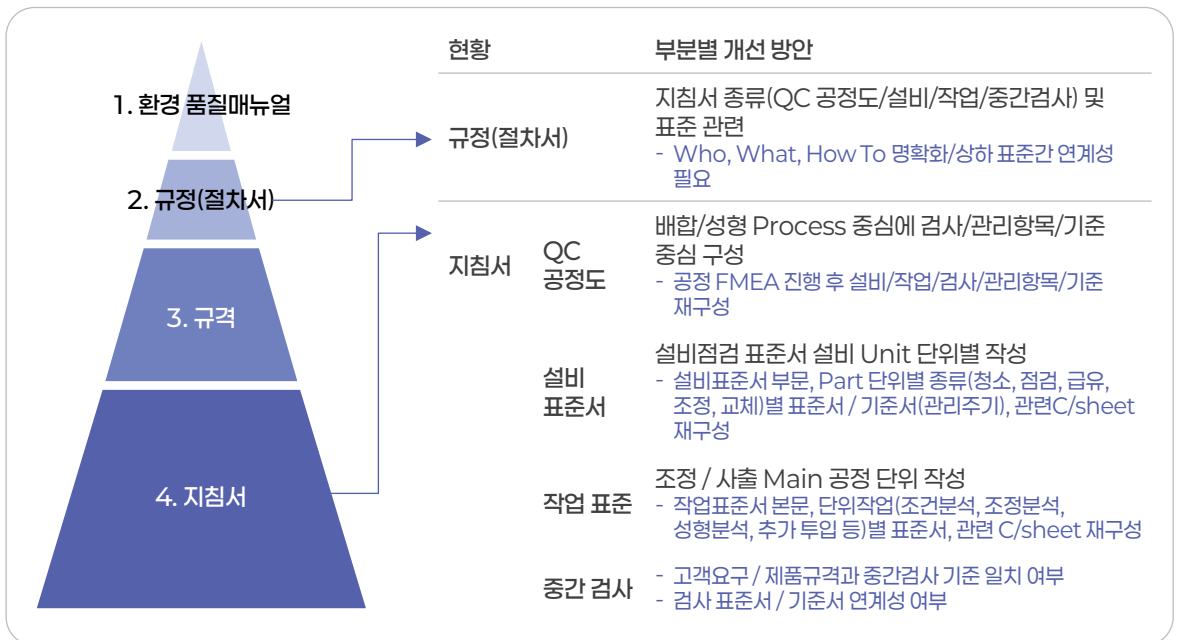 1. 환경 품질매뉴얼
2. 규정(절차서)
3. 규격
4. 지침서
현황
부분별 개선 방안
규정(절차서)
지침서 종류(QC 공정도/설비/작업/중간검사) 및
표준 관련
- Who, What, How To 명확화/상하 표준간 연계성
필요
지침서
QC
공정도
배합/성형 Process 중심에 검사/관리항목/기준
중심 구성
- 공정 FMEA 진행 후 설비/작업/검사/관리항목/기준
재구성
설비
표준서
설비점검 표준서 설비 Unit 단위별 작성
- 설비표준서 부문, Part 단위별 종류(청소, 점검, 급유,
조정, 교체)별 표준서 / 기준서(관리주기), 관련C/sheet
재구성
작업 표준
조정 / 사출 Main 공정 단위 작성
- 작업표준서 본문, 단위작업(조건분석, 조정분석,
성형분석, 추가 투입 등)별 표준서, 관련 C/sheet 재구성
중간 검사
- 고객요구 / 제품규격과 중간검사 기준 일치 여부
- 검사 표준서 / 기준서 연계성 여부